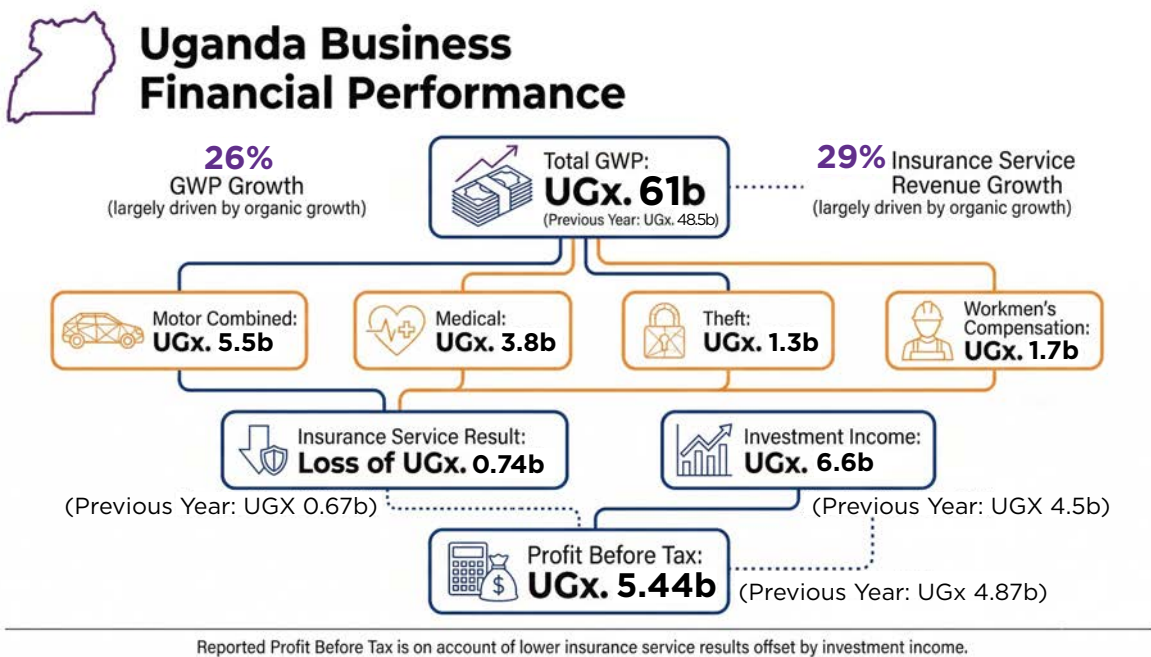 Uganda Business
Financial Performance
26%
GWP Growth
(largely driven by organic growth)
Total GWP:
UGx. 61b
(Previous Year: UGx. 48.5b)
29% Insurance Service
Revenue Growth
(largely driven by organic growth)
Motor Combined:
UGx. 5.5b
Medical:
UGx. 3.8b
Theft:
UGx. 1.3b
Workmen's
Compensation:
UGx. 1.7b
Insurance Service Result:
Loss of UGx. 0.74b
(Previous Year: UGX 0.67b)
Investment Income:
UGx. 6.6b
(Previous Year: UGX 4.5b)
$
Profit Before Tax:
UGx. 5.44b
(Previous Year: UGx 4.87b)
Reported Profit Before Tax is on account of lower insurance service results offset by investment income.